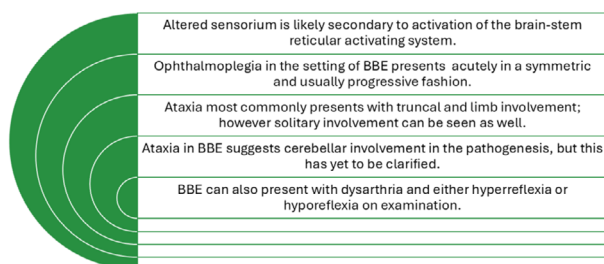 Altered sensorium is likely secondary to activation of the brain-stem
reticular activating system.
Ophthalmoplegia in the setting of BBE presents acutely in a symmetric
and usually progressive fashion.
Ataxia most commonly presents with truncal and limb involvement;
however solitary involvement can be seen as well.
Ataxia in BBE suggests cerebellar involvement in the pathogenesis, but this
has yet to be clarified.
BBE can also present with dysarthria and either hyperreflexia or
hyporeflexia on examination.